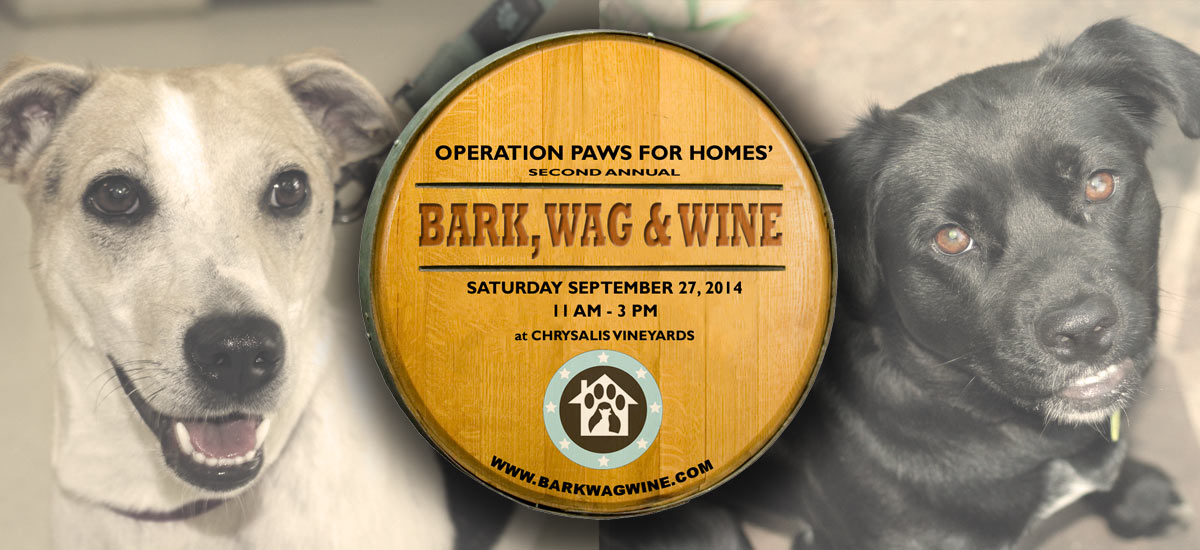 OPERATION PAWS FOR HOMES'
SECOND ANNUAL
BARK, WAG & WINE
SATURDAY SEPTEMBER 27, 2014
11 AM - 3 PM
at CHRYSALIS VINEYARDS
WWW.BARKWAGWINE.COM